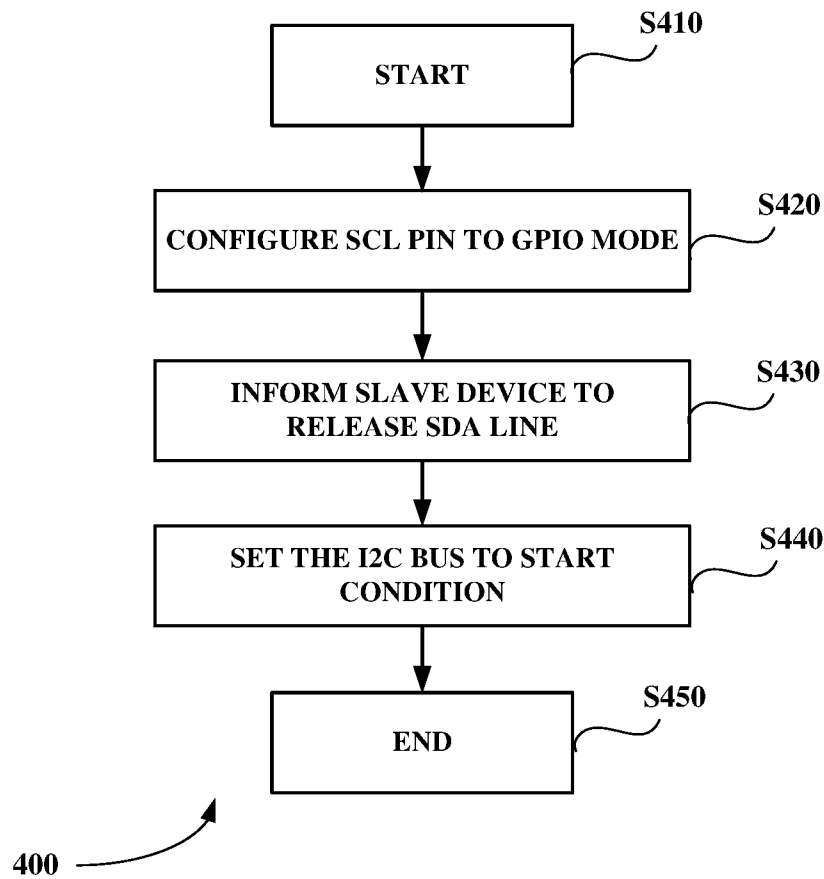 S410
START
S420
CONFIGURE SCL PIN TO GPIO MODE
S430
INFORM SLAVE DEVICE TO
RELEASE SDA LINE
S440
SET THE I2C BUS TO START
CONDITION
S450
END
400